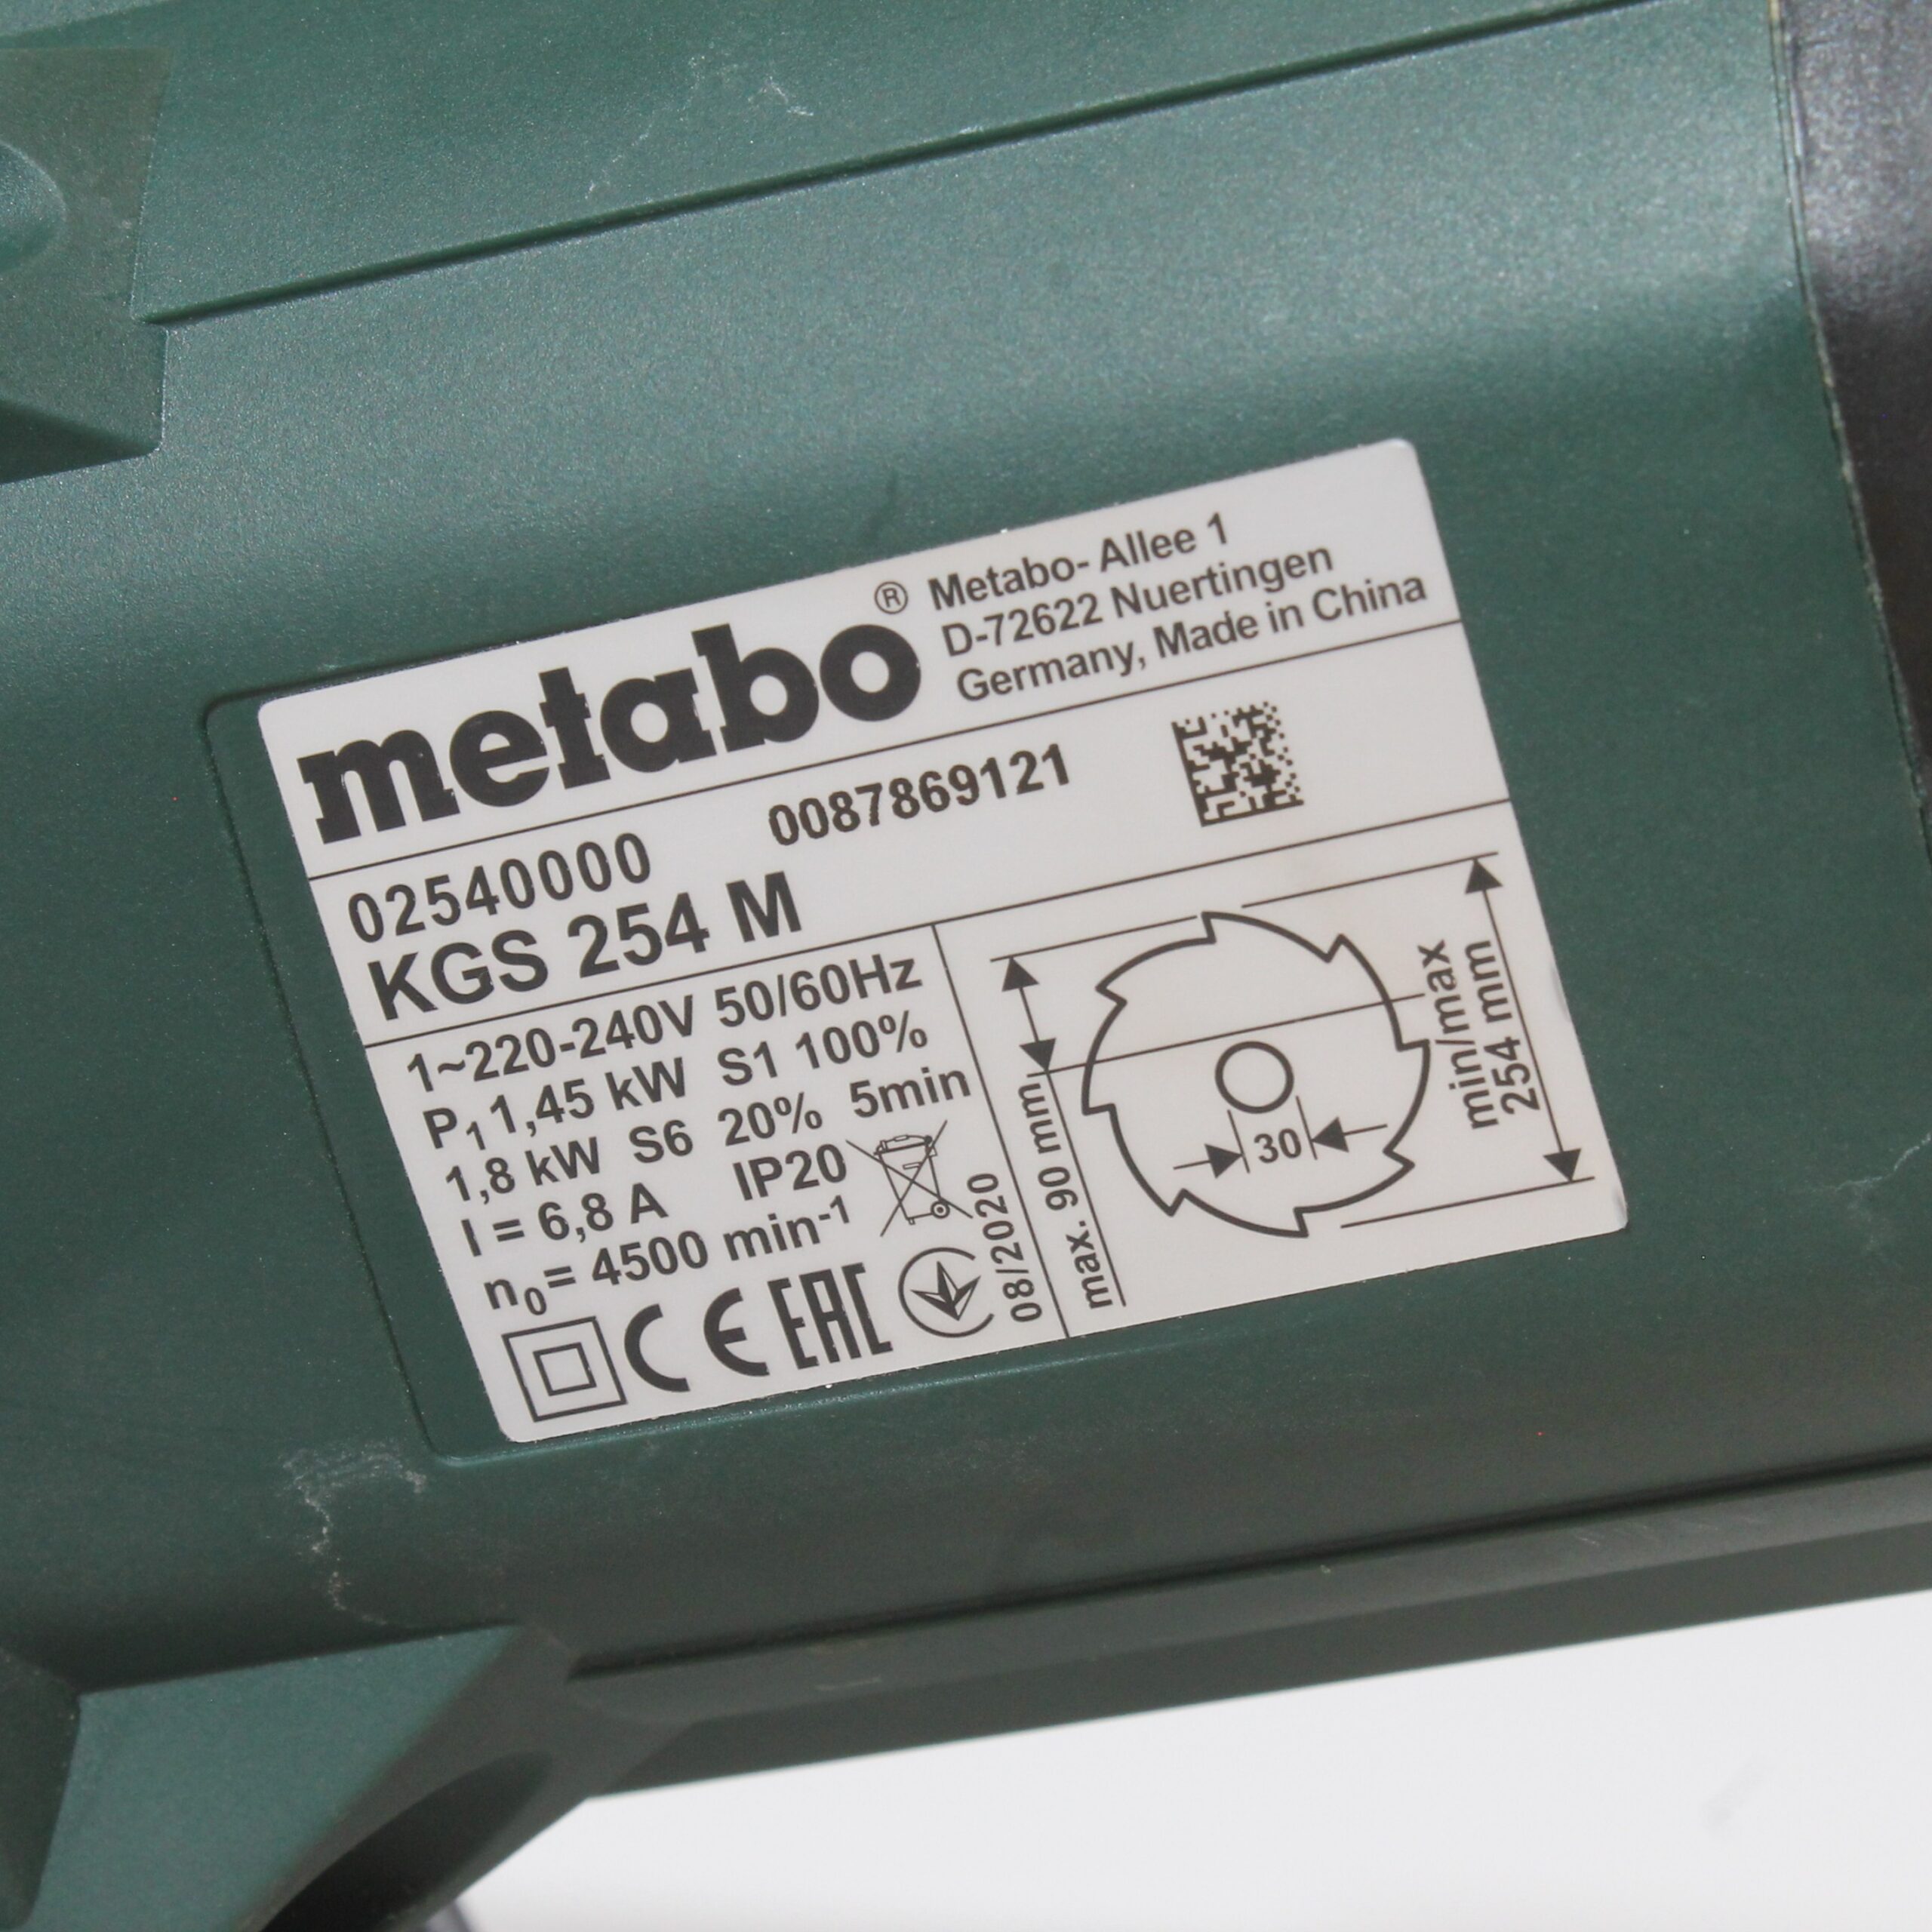 metabo®
Metabo- Allee 1
D-72622 Nuertingen
Germany, Made in China
02540000 0087869121
KGS 254 M
1~220-240V 50/60Hz
P1 1,45 kW S1 100%
1,8 kW S6 20% 5min
I = 6,8 A IP20
n0= 4500 min-1
CE EAC
08/2020
max. 90 mm
30
min/max
254 mm